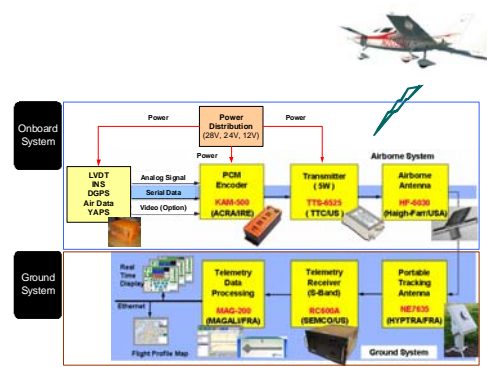 Onboard
System
Power
Power
Distribution
(28V, 24V, 12V)
Power
Power
Airborne System
LVDT
INS
DGPS
Air Data
YAPS
Analog Signal
Serial Data
Video (Option)
PCM
Encoder
KAM-500
(ACRA/IRE)
Transmitter
( 5W )
TTS-6525
( TTC/US )
Airborne
Antenna
HF-6030
(Haigh-Farr/USA)
Ground
System
Real
Time
Display
Ethernet
Flight Profile Map
Telemetry
Data
Processing
MAG-200
(MAGALI/FRA)
Telemetry
Receiver
(S-Band)
RC600A
(SEMCO/US)
Portable
Tracking
Antenna
NE7635
(HYPTRA/FRA)
Ground System